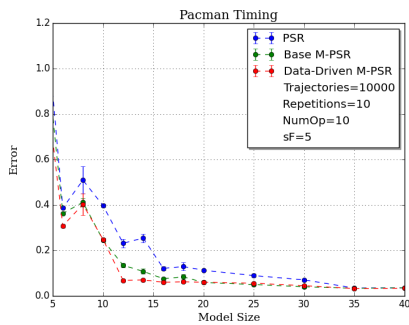 Pacman Timing
1.2
1.0
0.8
0.6
0.4
0.2
0.0
Error
PSR
Base M-PSR
Data-Driven M-PSR
Trajectories=10000
Repetitions=10
NumOp=10
sF=5
5 10 15 20 25 30 35 40
Model Size